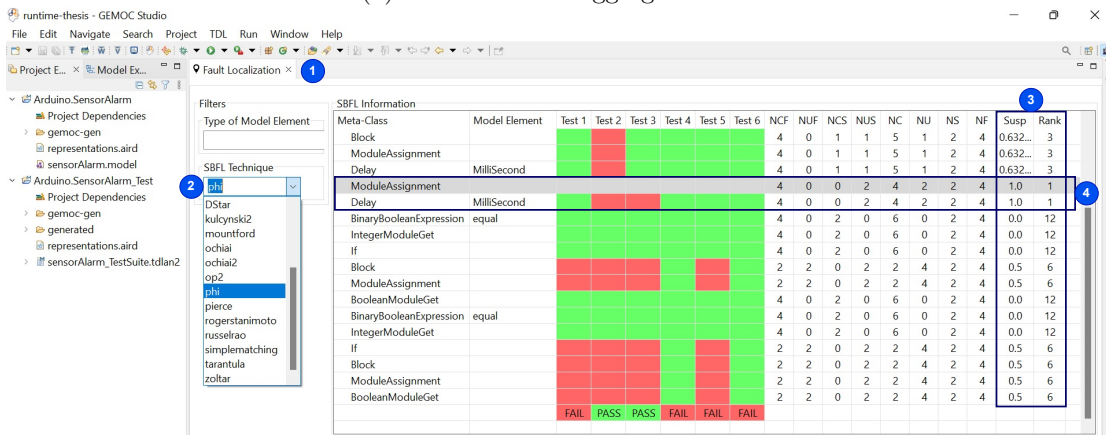 runtime-thesis - GEMOC Studio
File Edit Navigate Search Project TDL Run Window Help
Project E... × Model Ex...
Fault Localization ×
1
Arduino.SensorAlarm
Project Dependencies
gemoc-gen
representations.aird
sensorAlarm.model
Arduino.SensorAlarm_Test
Project Dependencies
gemoc-gen
generated
representations.aird
sensorAlarm_TestSuite.tdlan2
Filters
Type of Model Element
SBFL Technique
2
phi
DStar
kulcynski2
mountford
ochiai
ochiai2
op2
phi
pierce
rogerstanimoto
russelrao
simplematching
tarantula
zoltar
SBFL Information
3
Meta-Class Model Element Test 1 Test 2 Test 3 Test 4 Test 5 Test 6 NCF NUF NCS NUS NC NU NS NF Susp Rank
Block 4 0 1 1 5 1 2 4 0.632... 3
ModuleAssignment 4 0 1 1 5 1 2 4 0.632... 3
Delay MilliSecond 4 0 1 1 5 1 2 4 0.632... 3
ModuleAssignment 4 0 0 2 4 2 2 4 1.0 1
4
Delay MilliSecond 4 0 0 2 4 2 2 4 1.0 1
BinaryBooleanExpression equal 4 0 2 0 6 0 2 4 0.0 12
IntegerModuleGet 4 0 2 0 6 0 2 4 0.0 12
If 4 0 2 0 6 0 2 4 0.0 12
Block 2 2 0 2 2 4 2 4 0.5 6
ModuleAssignment 2 2 0 2 2 4 2 4 0.5 6
BooleanModuleGet 4 0 2 0 6 0 2 4 0.0 12
BinaryBooleanExpression equal 4 0 2 0 6 0 2 4 0.0 12
IntegerModuleGet 4 0 2 0 6 0 2 4 0.0 12
If 2 2 0 2 2 4 2 4 0.5 6
Block 2 2 0 2 2 4 2 4 0.5 6
ModuleAssignment 2 2 0 2 2 4 2 4 0.5 6
BooleanModuleGet 2 2 0 2 2 4 2 4 0.5 6
FAIL PASS PASS FAIL FAIL FAIL